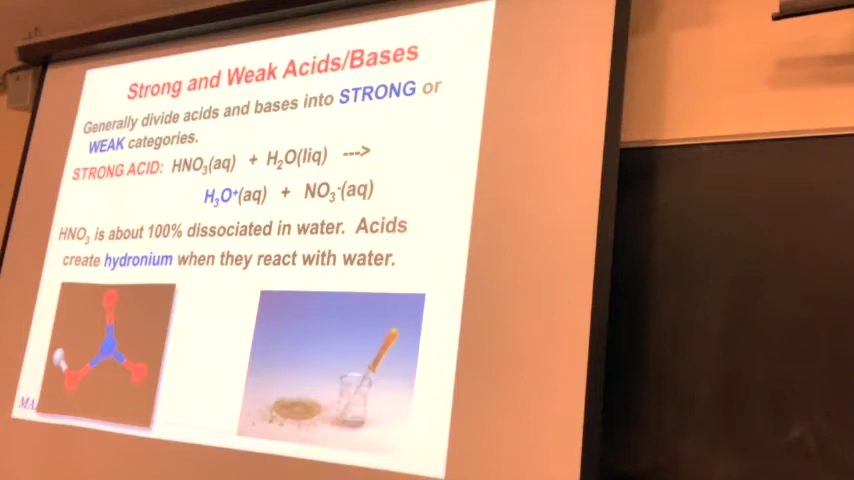 Strong and Weak Acids/Bases
Generally divide acids and bases into STRONG or
WEAK categories.
STRONG ACID: HNO₃(aq) + H₂O(liq) --->
H₃O⁺(aq) + NO₃⁻(aq)
HNO₃ is about 100% dissociated in water. Acids
create hydronium when they react with water.